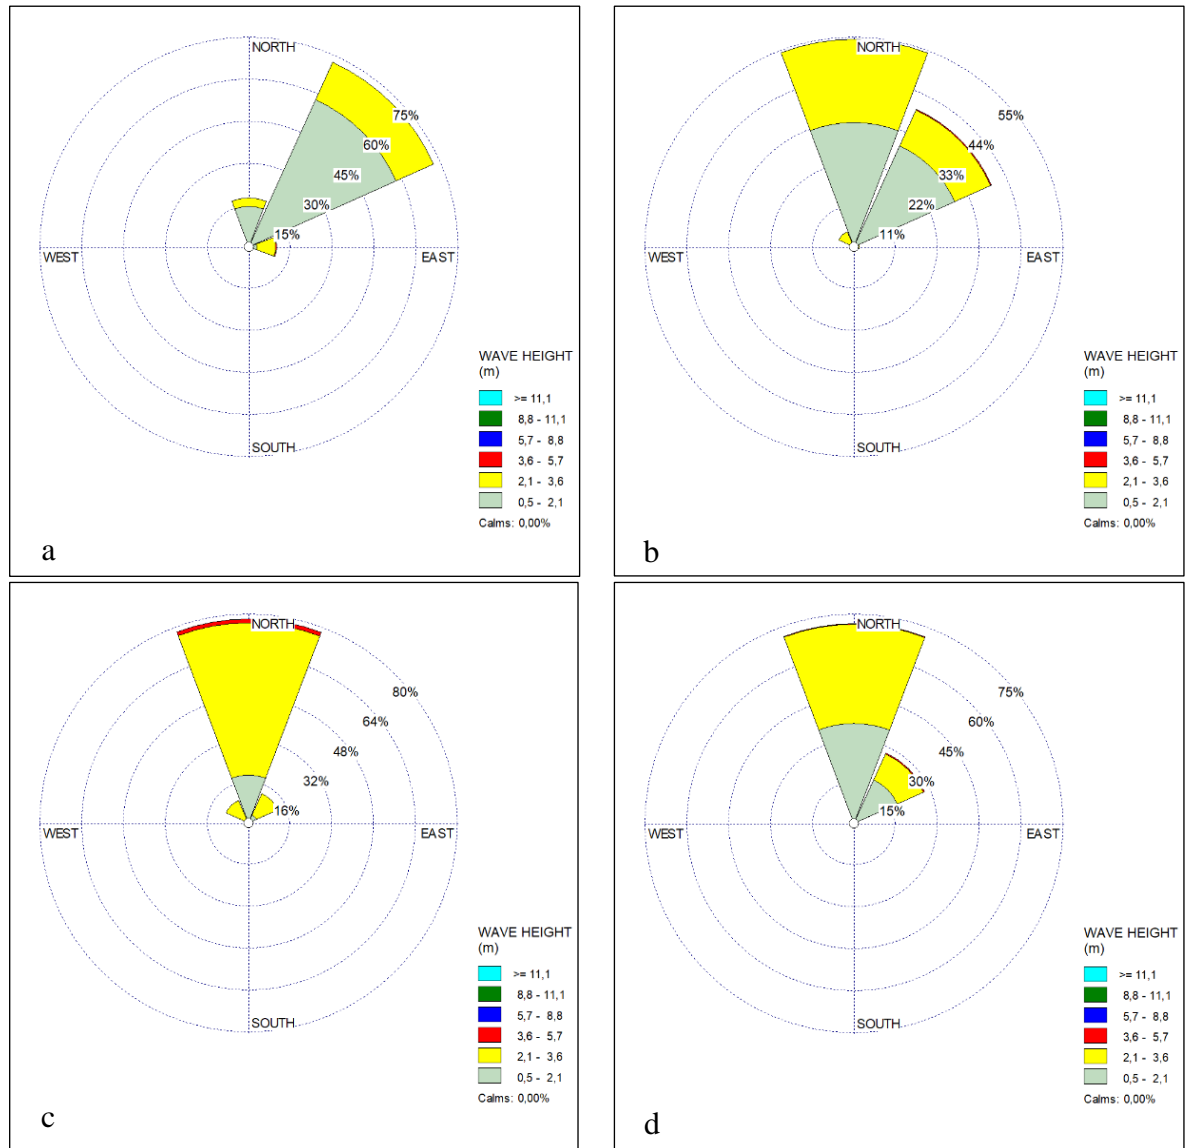 NORTH
75%
60%
45%
30%
15%
WEST
EAST
SOUTH
WAVE HEIGHT
(m)
>= 11,1
8,8 - 11,1
5,7 - 8,8
3,6 - 5,7
2,1 - 3,6
0,5 - 2,1
Calms: 0,00%
a
NORTH
55%
44%
33%
22%
11%
WEST
EAST
SOUTH
WAVE HEIGHT
(m)
>= 11,1
8,8 - 11,1
5,7 - 8,8
3,6 - 5,7
2,1 - 3,6
0,5 - 2,1
Calms: 0,00%
b
NORTH
80%
64%
48%
32%
16%
WEST
EAST
SOUTH
WAVE HEIGHT
(m)
>= 11,1
8,8 - 11,1
5,7 - 8,8
3,6 - 5,7
2,1 - 3,6
0,5 - 2,1
Calms: 0,00%
c
NORTH
75%
60%
45%
30%
15%
WEST
EAST
SOUTH
WAVE HEIGHT
(m)
>= 11,1
8,8 - 11,1
5,7 - 8,8
3,6 - 5,7
2,1 - 3,6
0,5 - 2,1
Calms: 0,00%
d